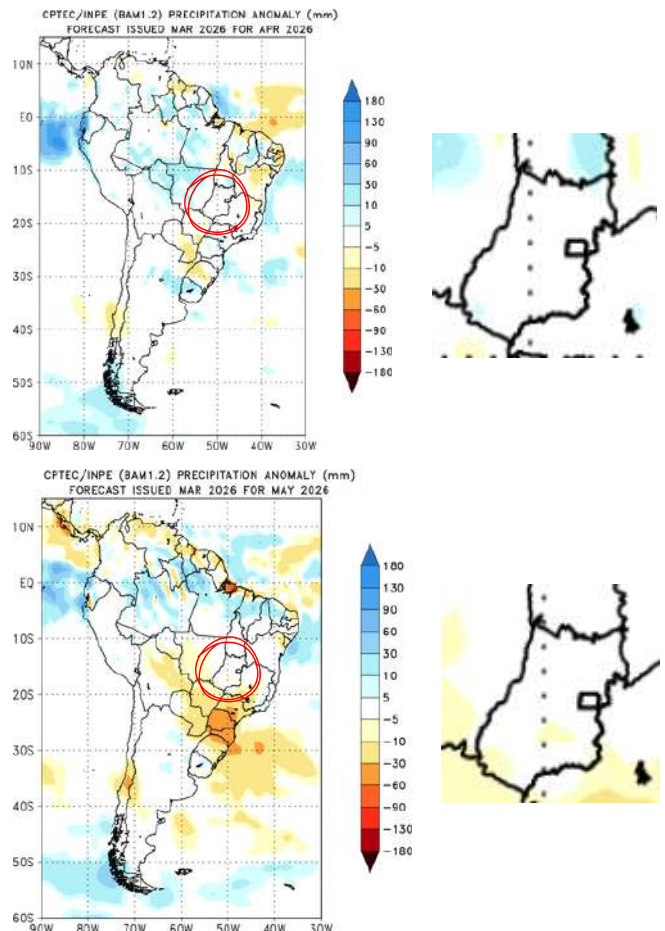 CPTEC/INPE (BAM1.2) PRECIPITATION ANOMALY (mm)
FORECAST ISSUED MAR 2026 FOR APR 2026
10N
EQ
10S
20S
30S
40S
50S
60S
90W 80W 70W 60W 50W 40W 30W
180
130
90
60
30
10
5
-5
-10
-30
-60
-90
-130
-180
CPTEC/INPE (BAM1.2) PRECIPITATION ANOMALY (mm)
FORECAST ISSUED MAR 2026 FOR MAY 2026
10N
EQ
10S
20S
30S
40S
50S
60S
90W 80W 70W 60W 50W 40W 30W
180
130
90
60
30
10
5
-5
-10
-30
-60
-90
-130
-180